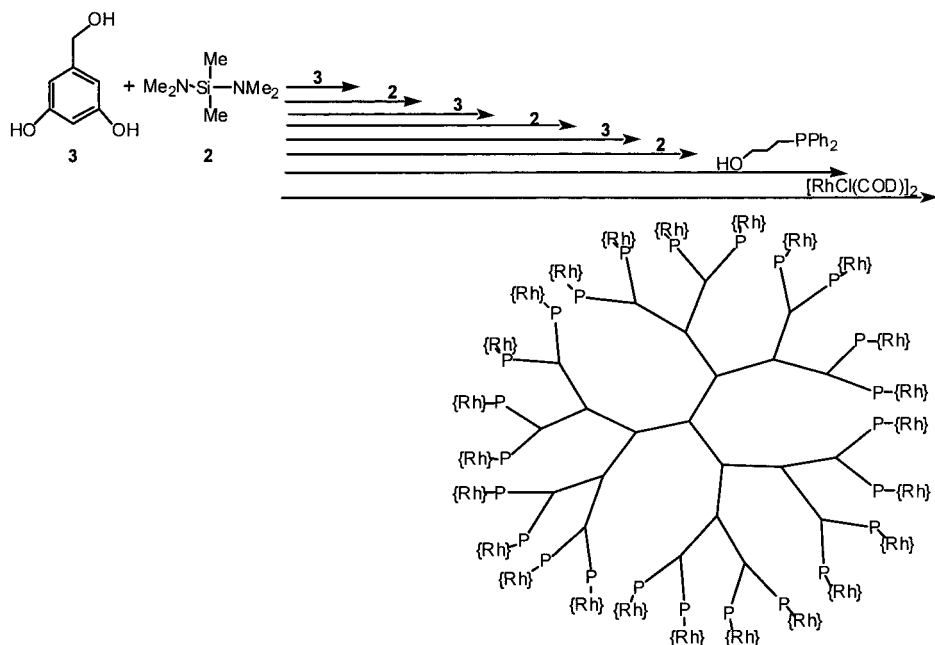 OH
Me
Me2N-Si-NMe2
+
Me
HO OH
3 2
3
2
3
2
3
2
HO PPh2
[RhCl(COD)]2
{Rh} {Rh} {Rh} {Rh}
{Rh} P P P P {Rh}
{Rh} P P
{Rh} P P-{Rh}
P P-{Rh}
{Rh}-P P-{Rh}
{Rh}-P P-{Rh}
{Rh}-P P
{Rh} P P {Rh}
{Rh} P P P {Rh}
{Rh} P P P P {Rh}
{Rh} {Rh} {Rh}